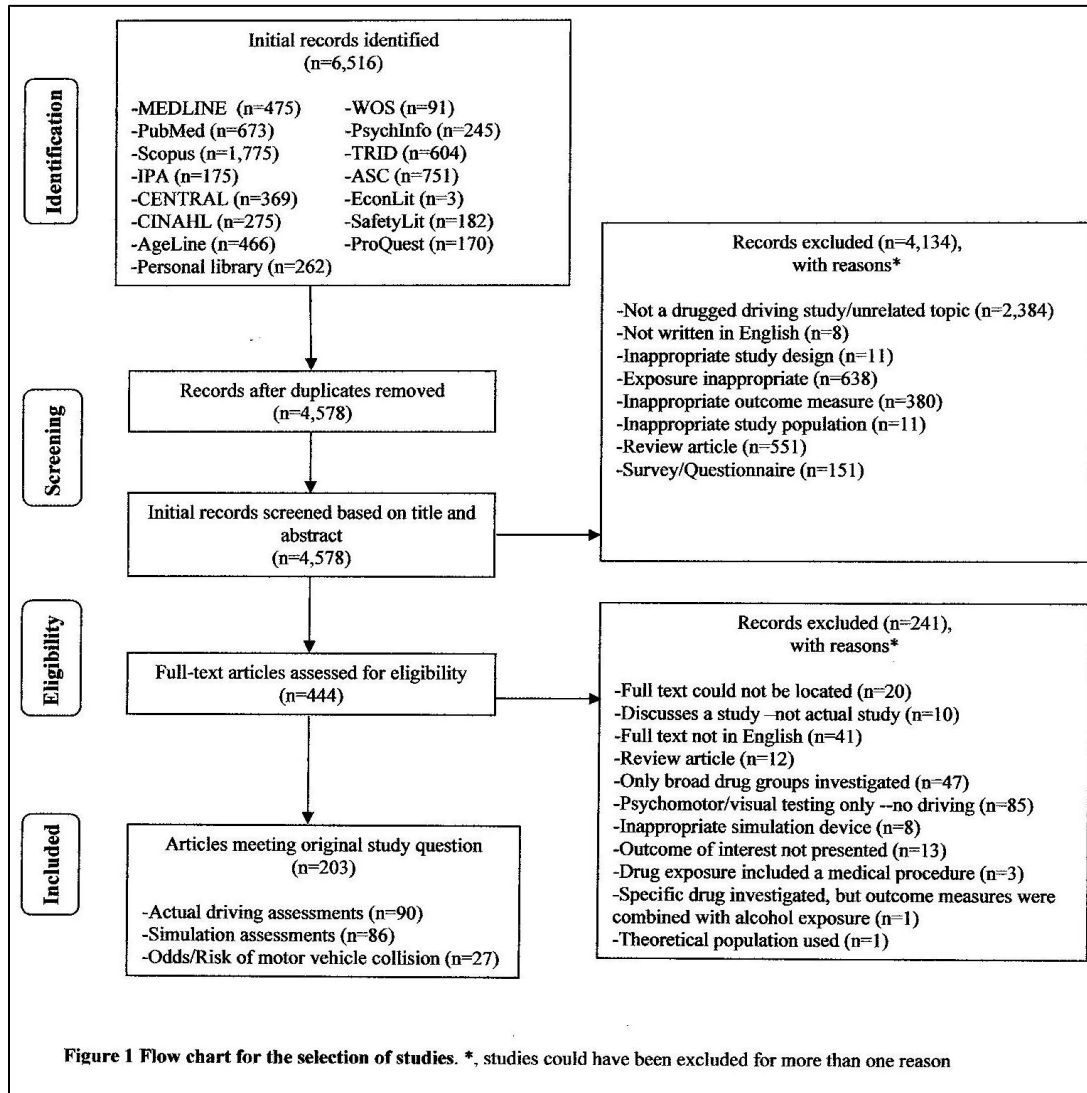 Initial records identified
(n=6,516)
-MEDLINE (n=475)
-PubMed (n=673)
-Scopus (n=1,775)
-IPA (n=175)
-CENTRAL (n=369)
-CINAHL (n=275)
-AgeLine (n=466)
-Personal library (n=262)
-WOS (n=91)
-PsychInfo (n=245)
-TRID (n=604)
-ASC (n=751)
-EconLit (n=3)
-SafetyLit (n=182)
-ProQuest (n=170)
Identification
Records excluded (n=4,134),
with reasons*
-Not a drugged driving study/unrelated topic (n=2,384)
-Not written in English (n=8)
-Inappropriate study design (n=11)
-Exposure inappropriate (n=638)
-Inappropriate outcome measure (n=380)
-Inappropriate study population (n=11)
-Review article (n=551)
-Survey/Questionnaire (n=151)
Records after duplicates removed
(n=4,578)
Screening
Initial records screened based on title and
abstract
(n=4,578)
Eligibility
Full-text articles assessed for eligibility
(n=444)
Records excluded (n=241),
with reasons*
-Full text could not be located (n=20)
-Discusses a study –not actual study (n=10)
-Full text not in English (n=41)
-Review article (n=12)
-Only broad drug groups investigated (n=47)
-Psychomotor/visual testing only --no driving (n=85)
-Inappropriate simulation device (n=8)
-Outcome of interest not presented (n=13)
-Drug exposure included a medical procedure (n=3)
-Specific drug investigated, but outcome measures were
combined with alcohol exposure (n=1)
-Theoretical population used (n=1)
Included
Articles meeting original study question
(n=203)
-Actual driving assessments (n=90)
-Simulation assessments (n=86)
-Odds/Risk of motor vehicle collision (n=27)
Figure 1 Flow chart for the selection of studies. *, studies could have been excluded for more than one reason